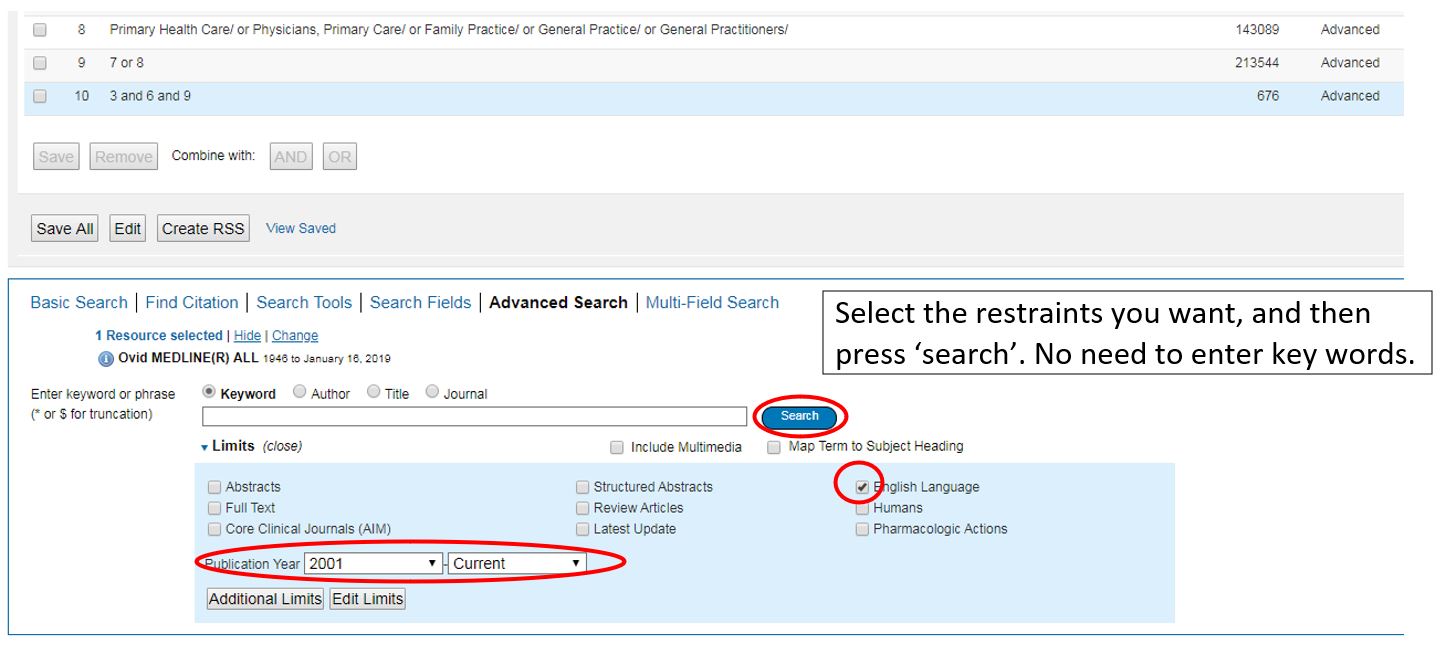 8 Primary Health Care/ or Physicians, Primary Care/ or Family Practice/ or General Practice/ or General Practitioners/ 143089 Advanced
9 7 or 8 213544 Advanced
10 3 and 6 and 9 676 Advanced
Save Remove Combine with: AND OR
Save All Edit Create RSS View Saved
Basic Search | Find Citation | Search Tools | Search Fields | Advanced Search | Multi-Field Search
Select the restraints you want, and then
press ‘search’. No need to enter key words.
1 Resource selected | Hide | Change
Ovid MEDLINE(R) ALL 1946 to January 16, 2019
Enter keyword or phrase
(* or $ for truncation)
Keyword Author Title Journal
Search
Limits (close) Include Multimedia Map Term to Subject Heading
Abstracts Structured Abstracts English Language
Full Text Review Articles Humans
Core Clinical Journals (AIM) Latest Update Pharmacologic Actions
Publication Year 2001 - Current
Additional Limits Edit Limits